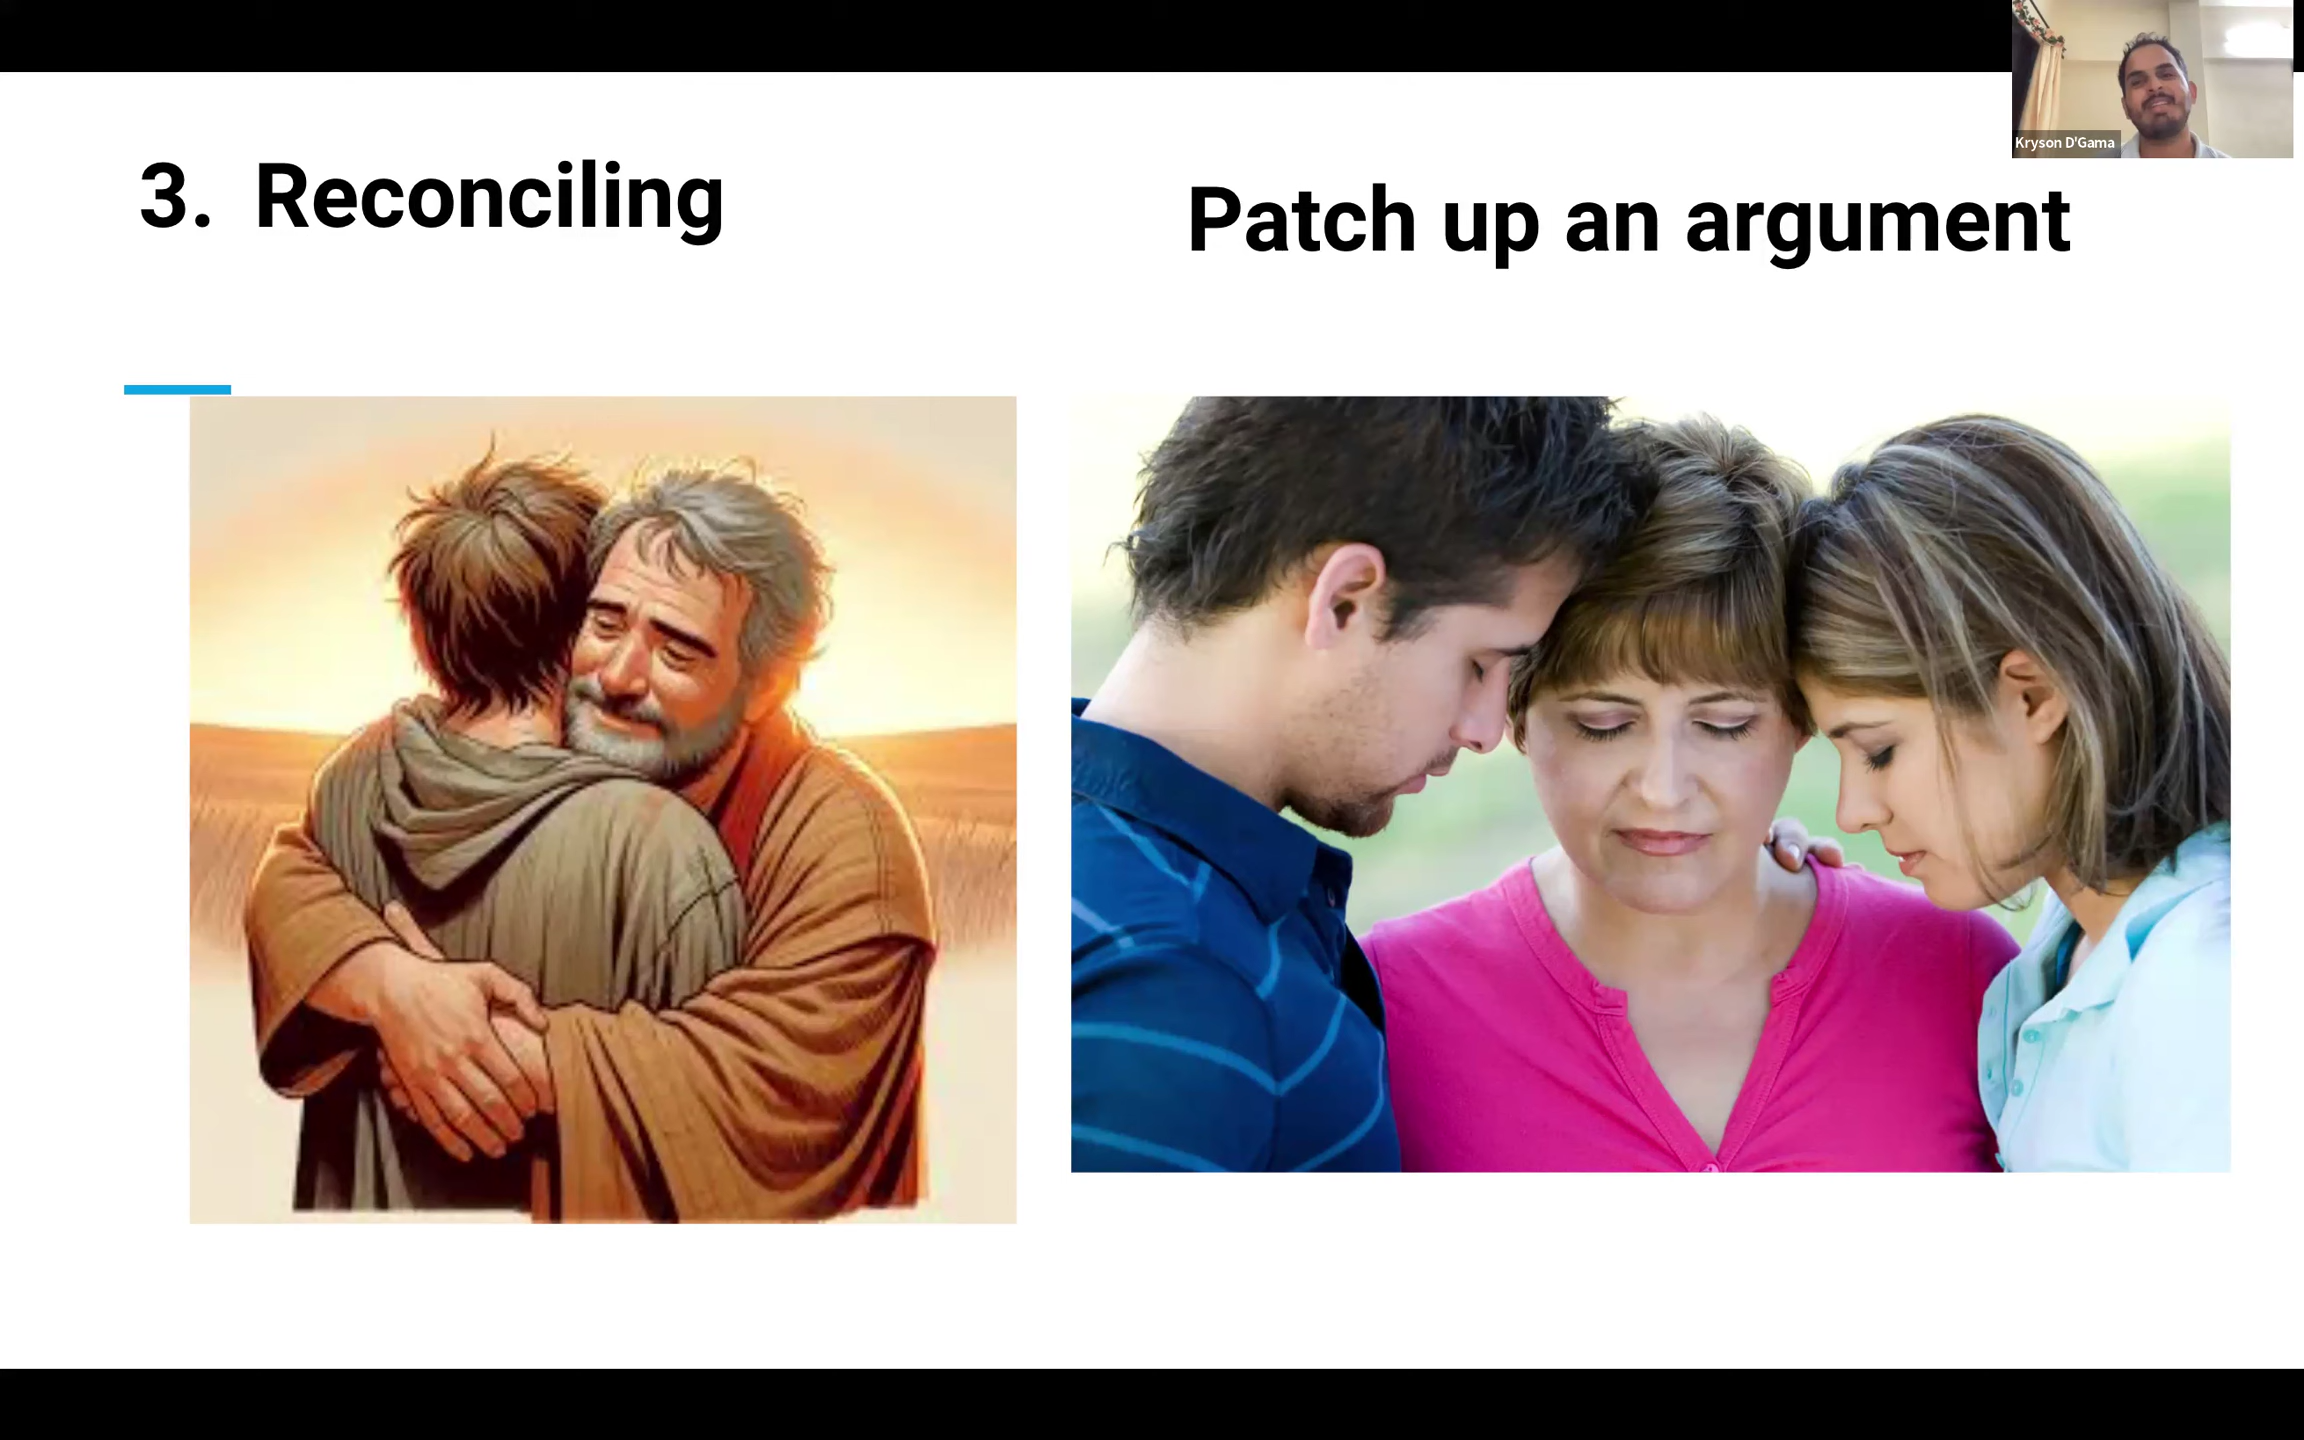 3. Reconciling
Patch up an argument
Kryson D'Gama